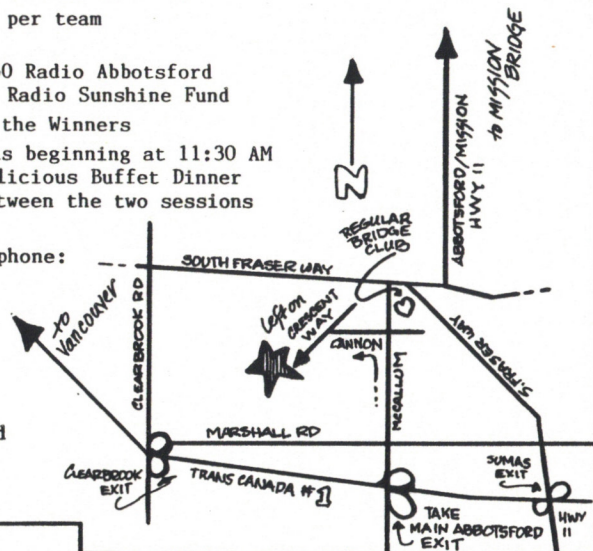 per team
O Radio Abbotsford
Radio Sunshine Fund
the Winners
s beginning at 11:30 AM
licious Buffet Dinner
tween the two sessions
phone:
d
to MISSION
BRIDGE
ABBOTSFORD/MISSION
HWY 11
N
REGULAR
BRIDGE
CLUB
SOUTH FRASER WAY
to
Vancouver
CLEARBROOK RD
left on
CRESCENT
WAY
CANNON
McCALLUM
S. FRASER WAY
MARSHALL RD
CLEARBROOK
EXIT
TRANS CANADA #1
TAKE
MAIN ABBOTSFORD
EXIT
SUMAS
EXIT
HWY
11